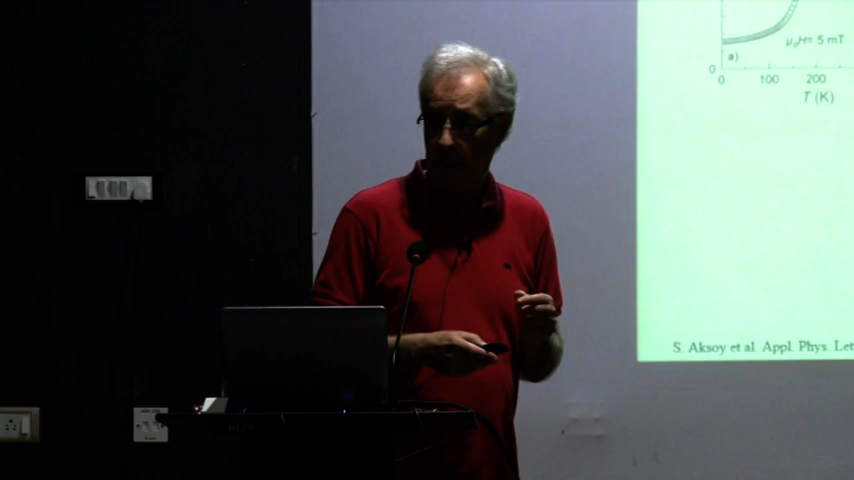 μ₀H= 5 mT
a)
0
0 100 200
T (K)
S. Aksoy et al. Appl. Phys. Let